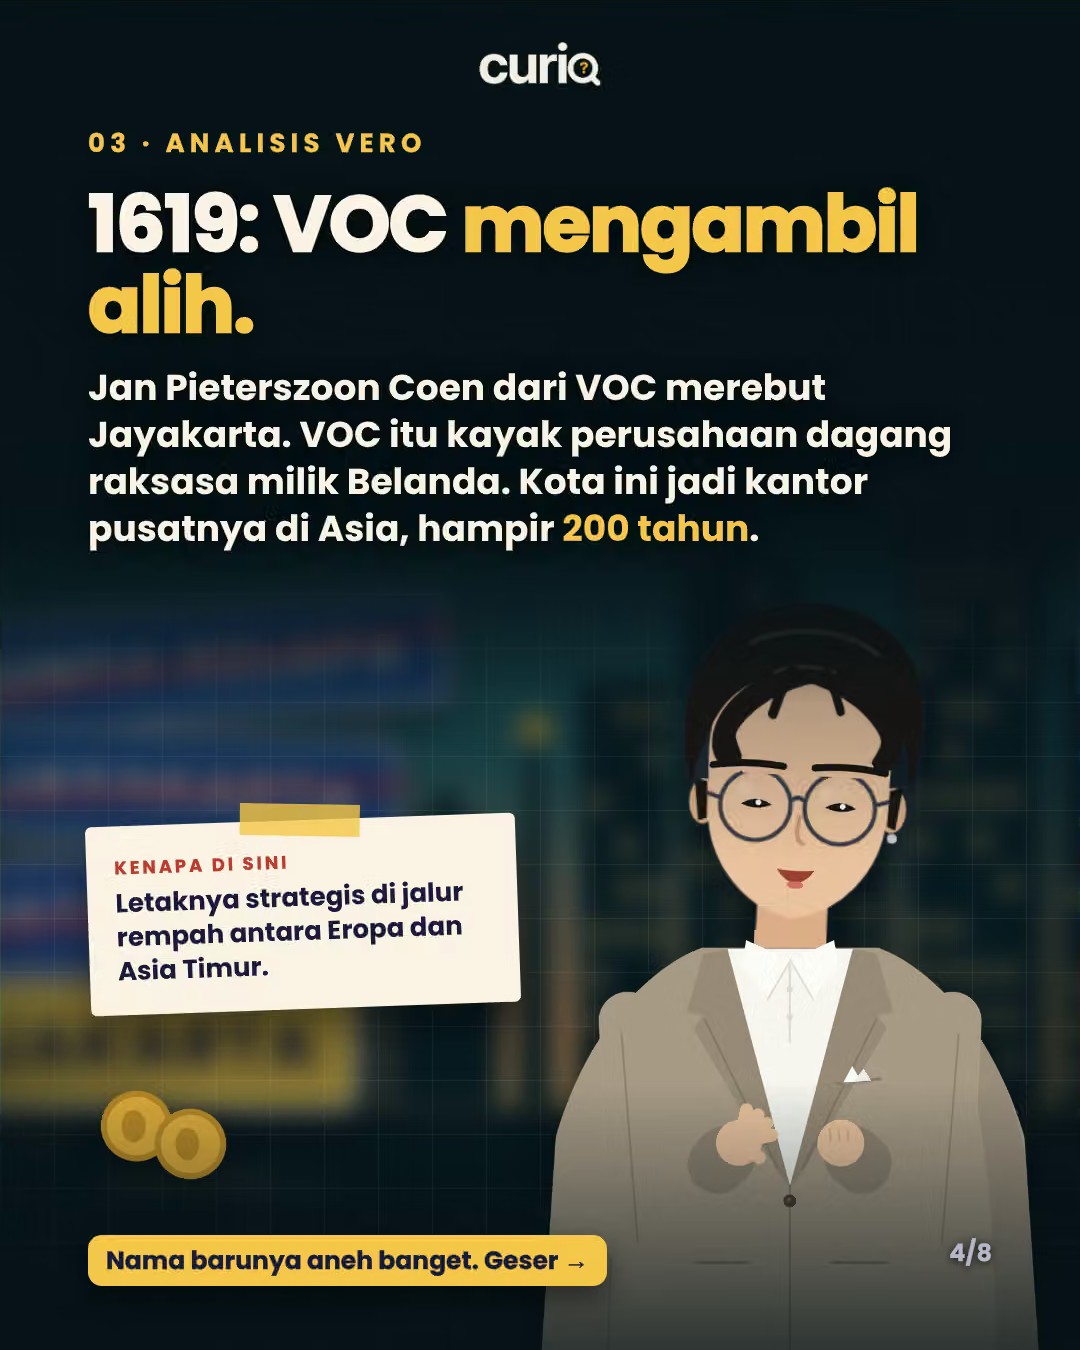 curiq
03 · ANALISIS VERO
1619: VOC mengambil
alih.
Jan Pieterszoon Coen dari VOC merebut
Jayakarta. VOC itu kayak perusahaan dagang
raksasa milik Belanda. Kota ini jadi kantor
pusatnya di Asia, hampir 200 tahun.
KENAPA DI SINI
Letaknya strategis di jalur
rempah antara Eropa dan
Asia Timur.
Nama barunya aneh banget. Geser →
4/8